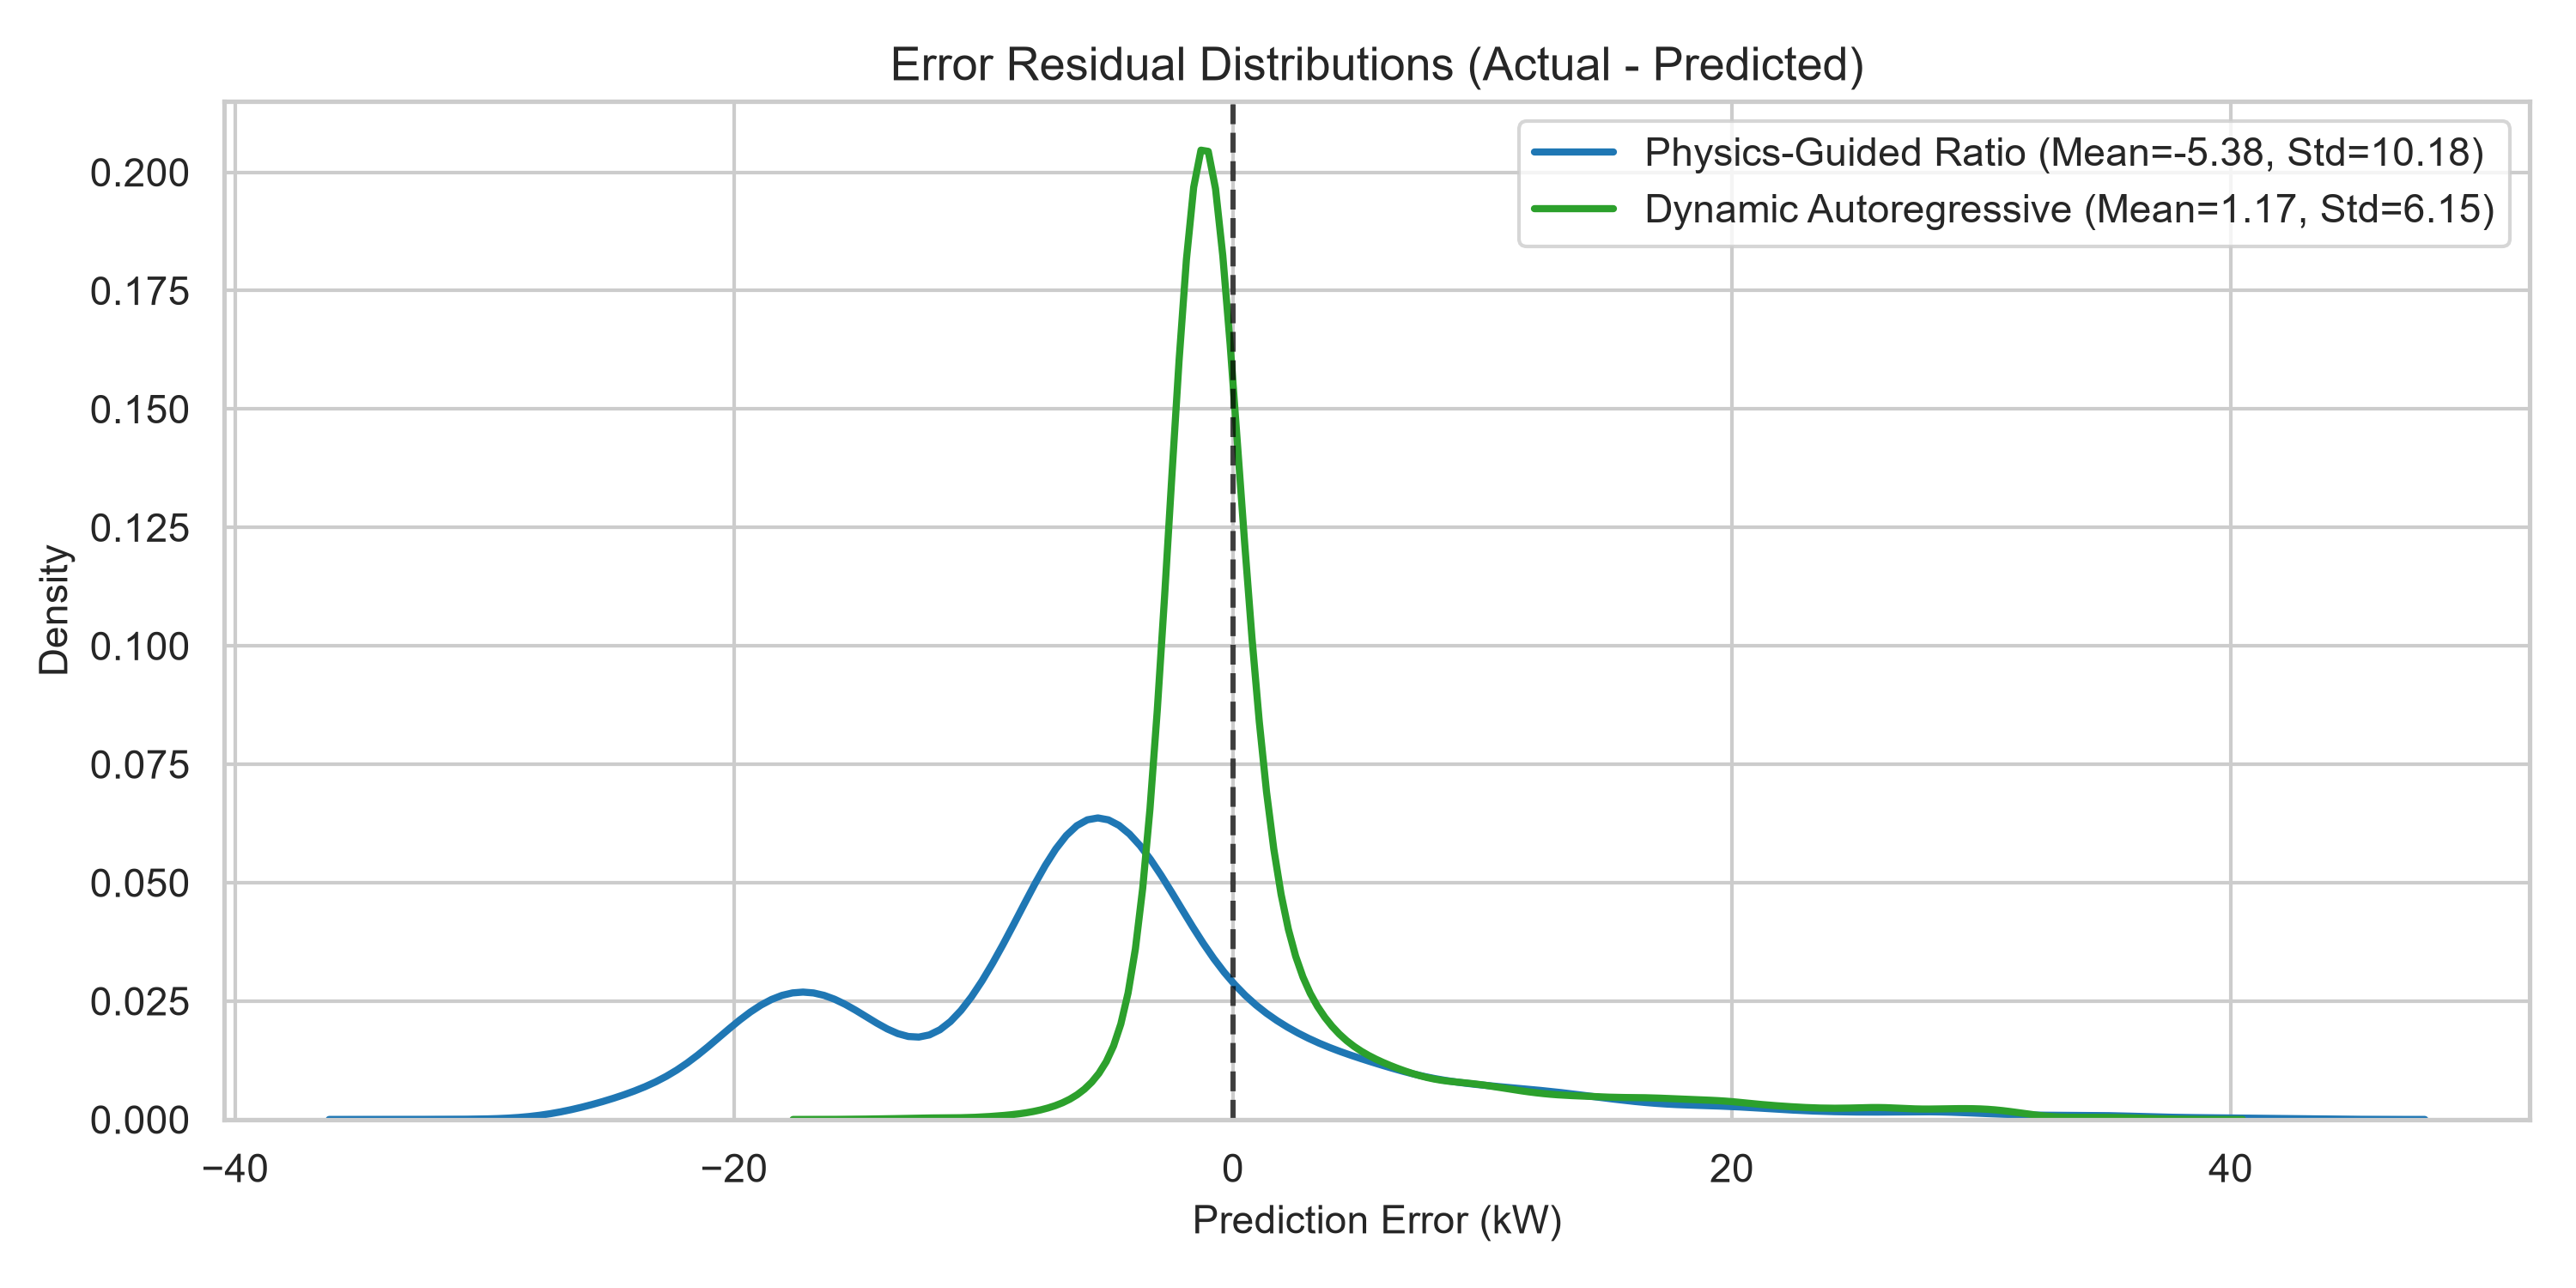 Error Residual Distributions (Actual - Predicted)
Physics-Guided Ratio (Mean=-5.38, Std=10.18)
Dynamic Autoregressive (Mean=1.17, Std=6.15)
0.200
0.175
0.150
0.125
0.100
0.075
0.050
0.025
0.000
Density
−40 −20 0 20 40
Prediction Error (kW)